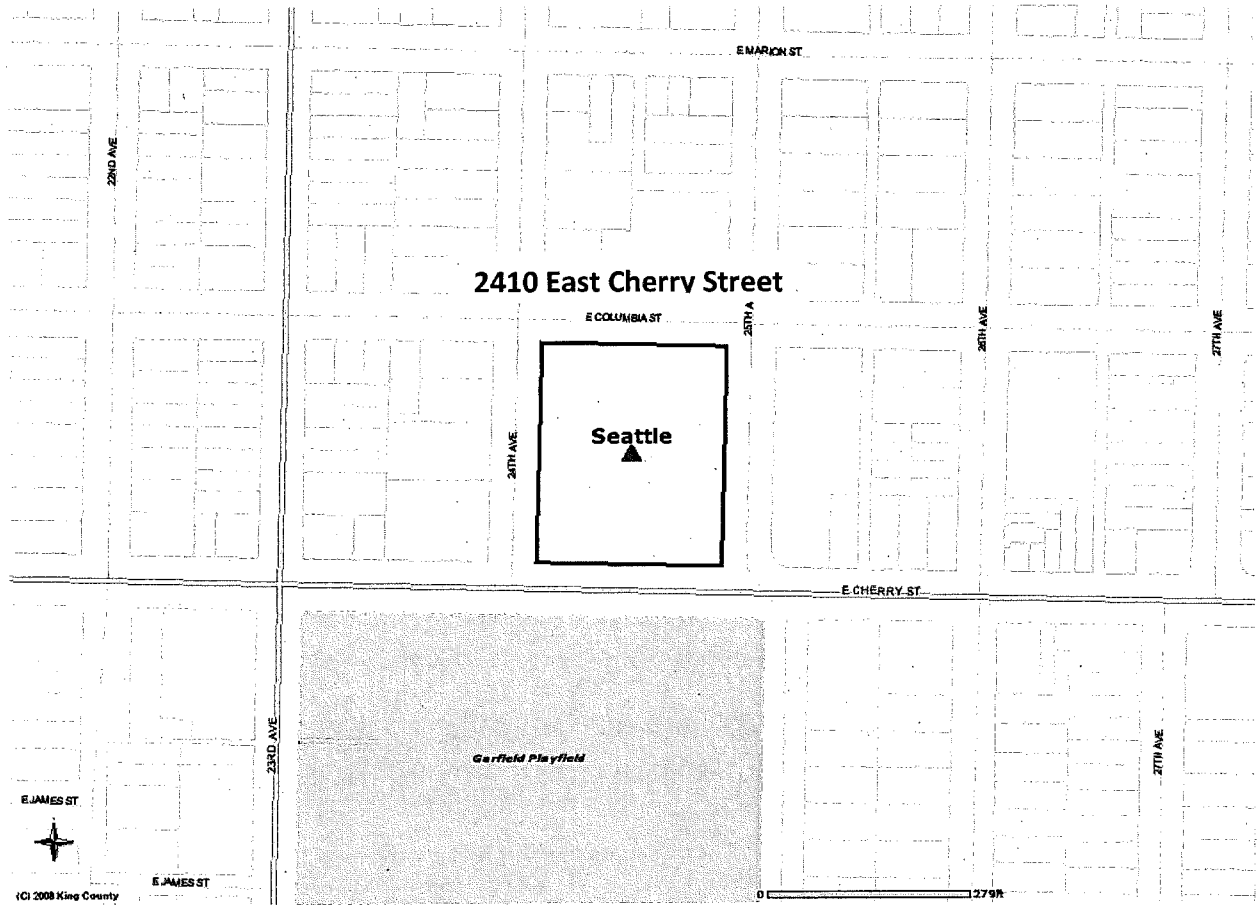 E MARION ST
22ND AVE
2410 East Cherry Street
E COLUMBIA ST
25TH A
26TH AVE
27TH AVE
24TH AVE
Seattle
E CHERRY ST
23RD AVE
Garfield Playfield
27TH AVE
E JAMES ST
E JAMES ST
(C) 2008 King County
0 279ft